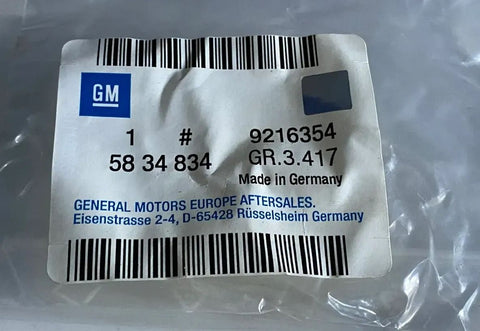 GM
1 # 9216354
58 34 834 GR.3.417
Made in Germany
GENERAL MOTORS EUROPE AFTERSALES.
Eisenstrasse 2-4, D-65428 Rüsselsheim Germany